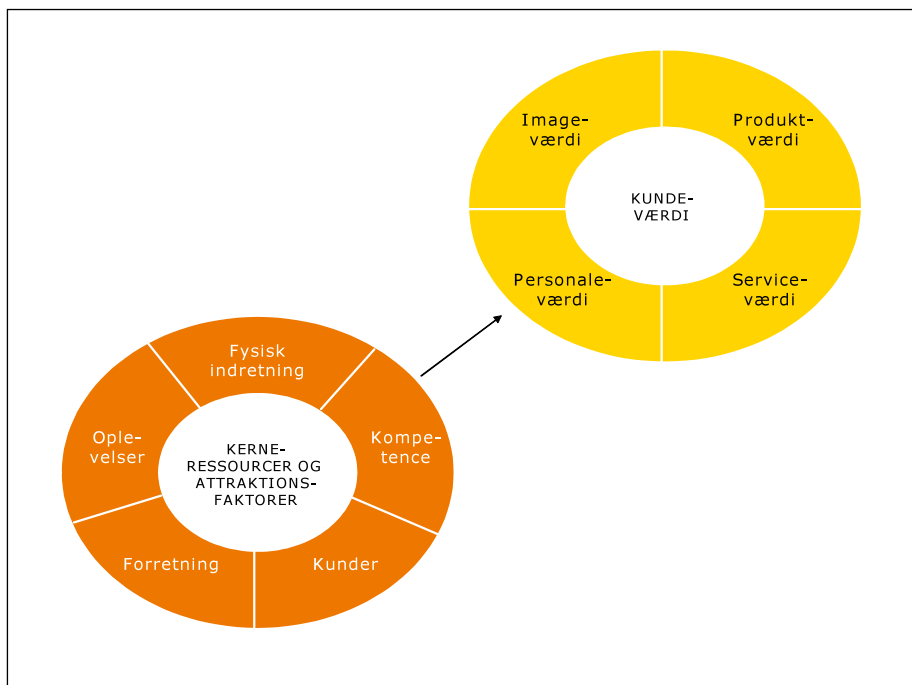 Image-
værdi
Produkt-
værdi
KUNDE-
VÆRDI
Personale-
værdi
Service-
værdi
Fysisk
indretning
Ople-
velser
Kompe-
tence
KERNE-
RESSOURCER OG
ATTRAKTIONS-
FAKTORER
Forretning
Kunder